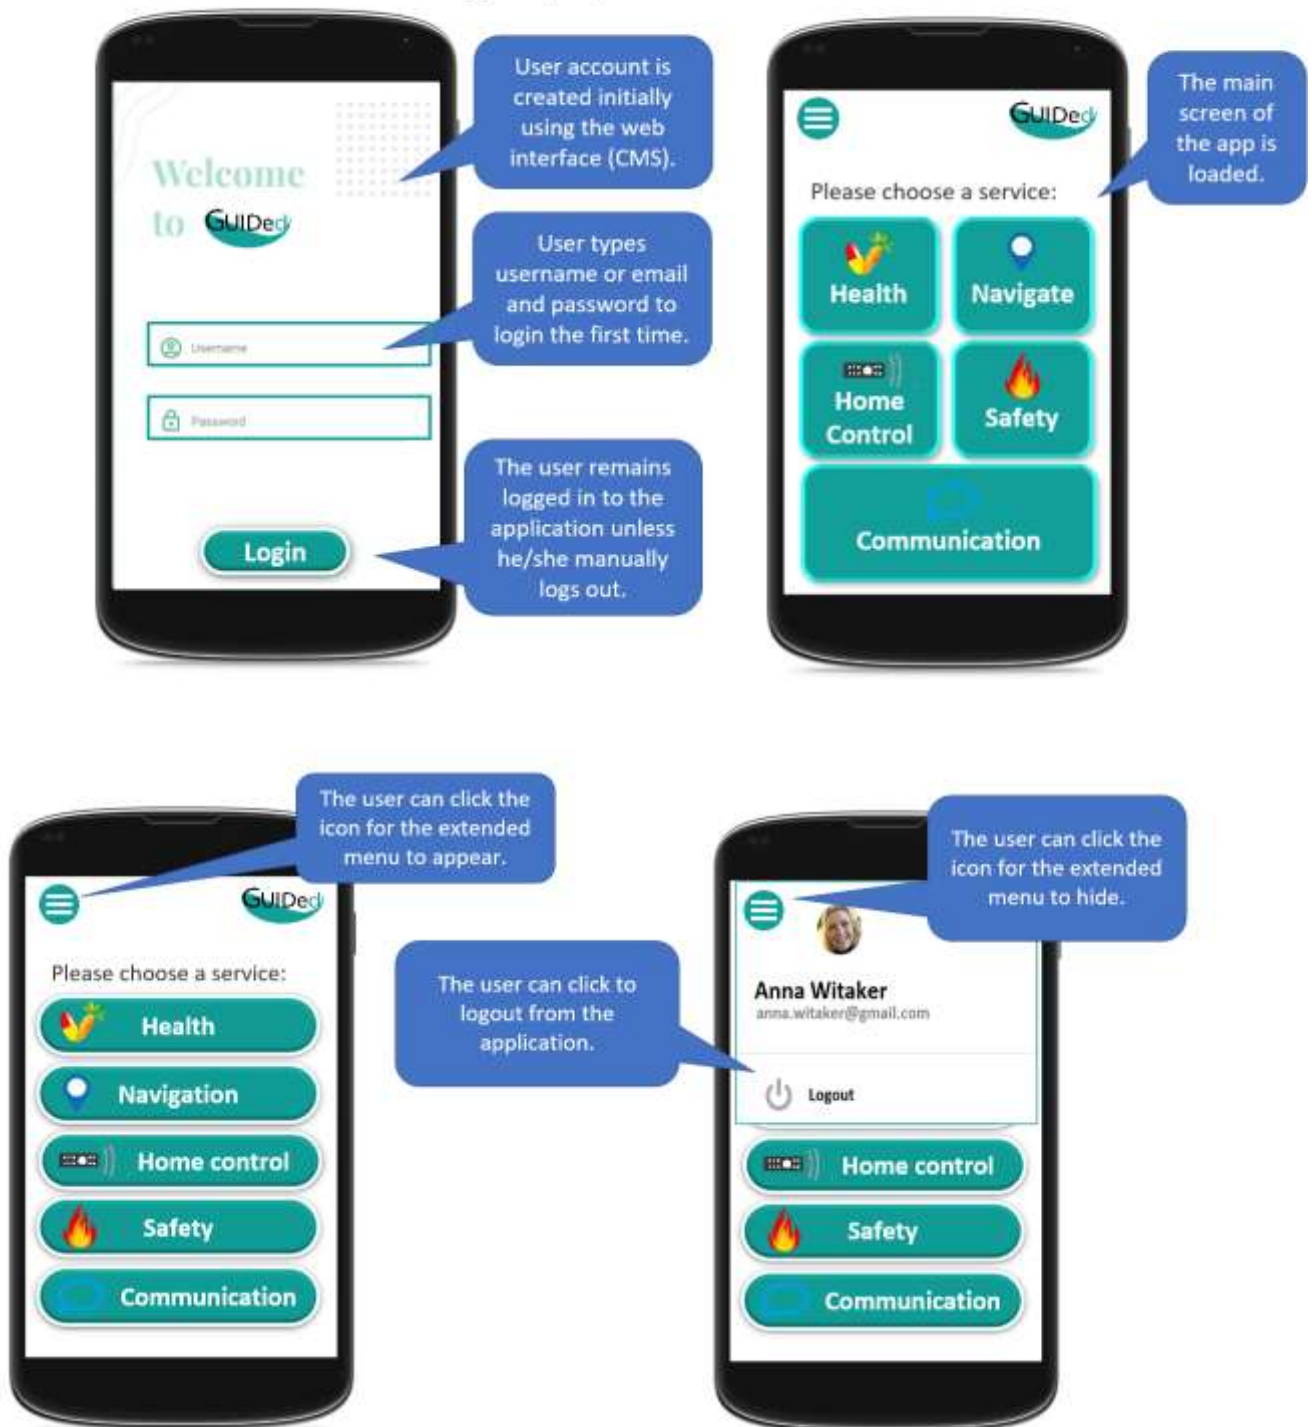 User account is
created initially
using the web
interface (CMS).
Welcome
to GUIDed
User types
username or email
and password to
login the first time.
Username
Password
The user remains
logged in to the
application unless
he/she manually
logs out.
Login
The main
screen of
the app is
loaded.
GUIDed
Please choose a service:
Health
Navigate
Home
Control
Safety
Communication
The user can click the
icon for the extended
menu to appear.
GUIDed
Please choose a service:
Health
Navigation
Home control
Safety
Communication
The user can click the
icon for the extended
menu to hide.
The user can click to
logout from the
application.
Anna Witaker
anna.witaker@gmail.com
Logout
Home control
Safety
Communication